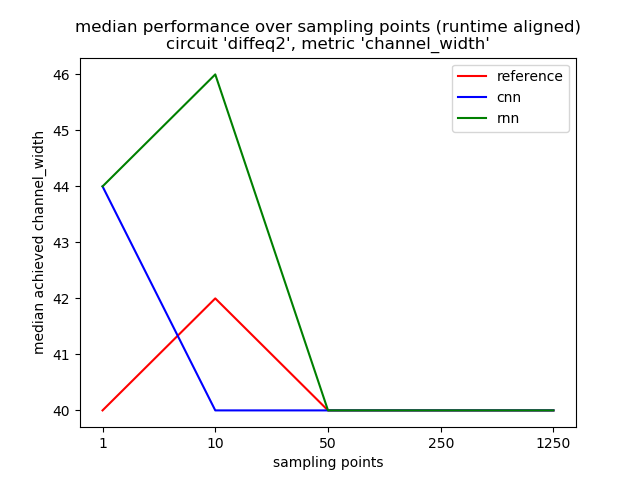 median performance over sampling points (runtime aligned)
circuit 'diffeq2', metric 'channel_width'
reference
cnn
rnn
median achieved channel_width
46
45
44
43
42
41
40
1
10
50
250
1250
sampling points